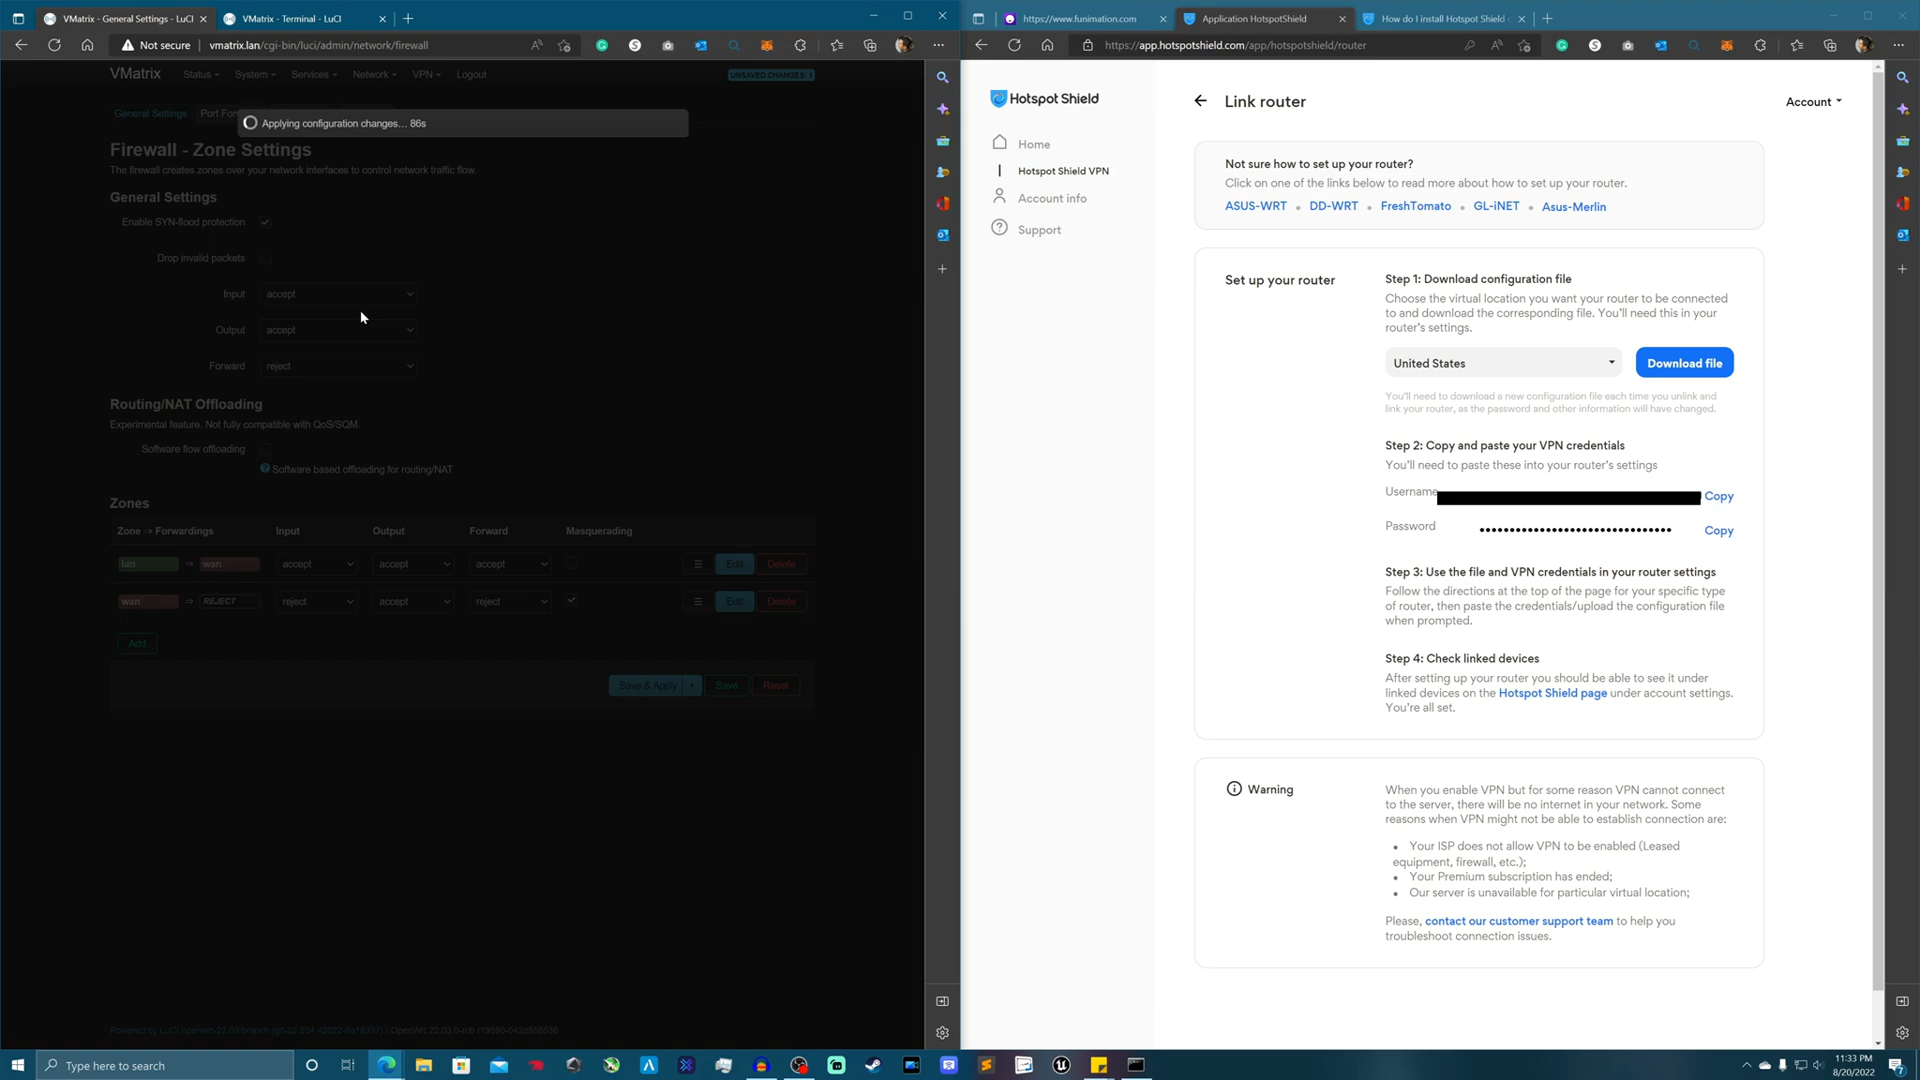 VMatrix - General Settings - LuCI
VMatrix - Terminal - LuCI
Not secure
vmatrix.lan/cgi-bin/luci/admin/network/firewall
VMatrix
Status
System
Services
Network
VPN
Logout
UNSAVED CHANGES: 1
General Settings
Port For
Applying configuration changes… 86s
Firewall - Zone Settings
The firewall creates zones over your network interfaces to control network traffic flow.
General Settings
Enable SYN-flood protection
Drop invalid packets
Input
accept
Output
accept
Forward
reject
Routing/NAT Offloading
Experimental feature. Not fully compatible with QoS/SQM.
Software flow offloading
Software based offloading for routing/NAT
Zones
Zone ⇒ Forwardings
Input
Output
Forward
Masquerading
lan ⇒ wan
accept
accept
accept
Edit
Delete
wan ⇒ REJECT
reject
accept
reject
Edit
Delete
Add
Save & Apply
Save
Reset
https://www.funimation.com
Application HotspotShield
How do I install Hotspot Shield
https://app.hotspotshield.com/app/hotspotshield/router
Hotspot Shield
Home
Hotspot Shield VPN
Account info
Support
Link router
Account
Not sure how to set up your router?
Click on one of the links below to read more about how to set up your router.
ASUS-WRT • DD-WRT • FreshTomato • GL-iNET • Asus-Merlin
Set up your router
Step 1: Download configuration file
Choose the virtual location you want your router to be connected
to and download the corresponding file. You'll need this in your
router's settings.
United States
Download file
You'll need to download a new configuration file each time you unlink and
link your router, as the password and other information will have changed.
Step 2: Copy and paste your VPN credentials
You'll need to paste these into your router's settings
Username
Copy
Password
••••••••••••••••••••••••••••••••
Copy
Step 3: Use the file and VPN credentials in your router settings
Follow the directions at the top of the page for your specific type
of router, then paste the credentials/upload the configuration file
when prompted.
Step 4: Check linked devices
After setting up your router you should be able to see it under
linked devices on the Hotspot Shield page under account settings.
You're all set.
Warning
When you enable VPN but for some reason VPN cannot connect
to the server, there will be no internet in your network. Some
reasons when VPN might not be able to establish connection are:
• Your ISP does not allow VPN to be enabled (Leased
equipment, firewall, etc.);
• Your Premium subscription has ended;
• Our server is unavailable for particular virtual location;
Please, contact our customer support team to help you
troubleshoot connection issues.
Type here to search
11:33 PM
8/20/2022